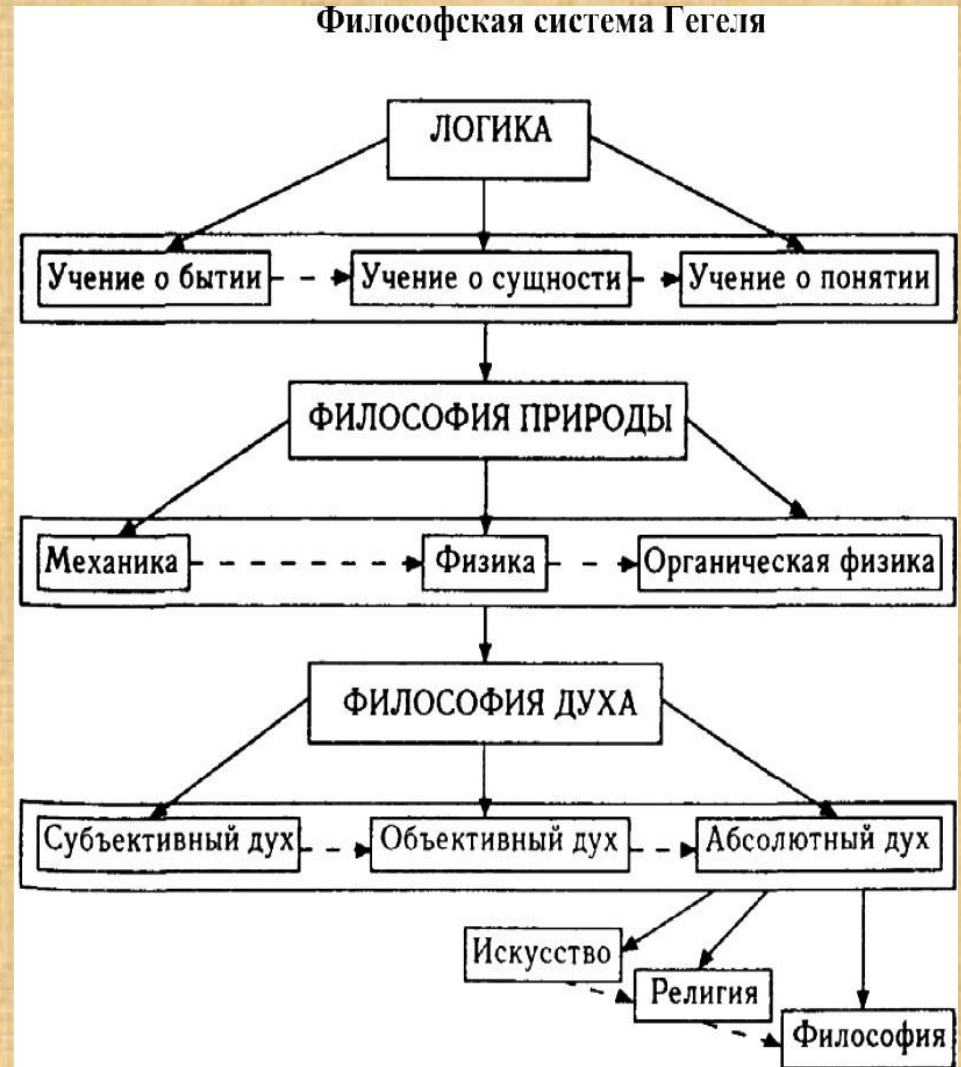 Философская система Гегеля
ЛОГИКА
Учение о бытии
Учение о сущности
Учение о понятии
ФИЛОСОФИЯ ПРИРОДЫ
Механика
Физика
Органическая физика
ФИЛОСОФИЯ ДУХА
Субъективный дух
Объективный дух
Абсолютный дух
Искусство
Религия
Философия